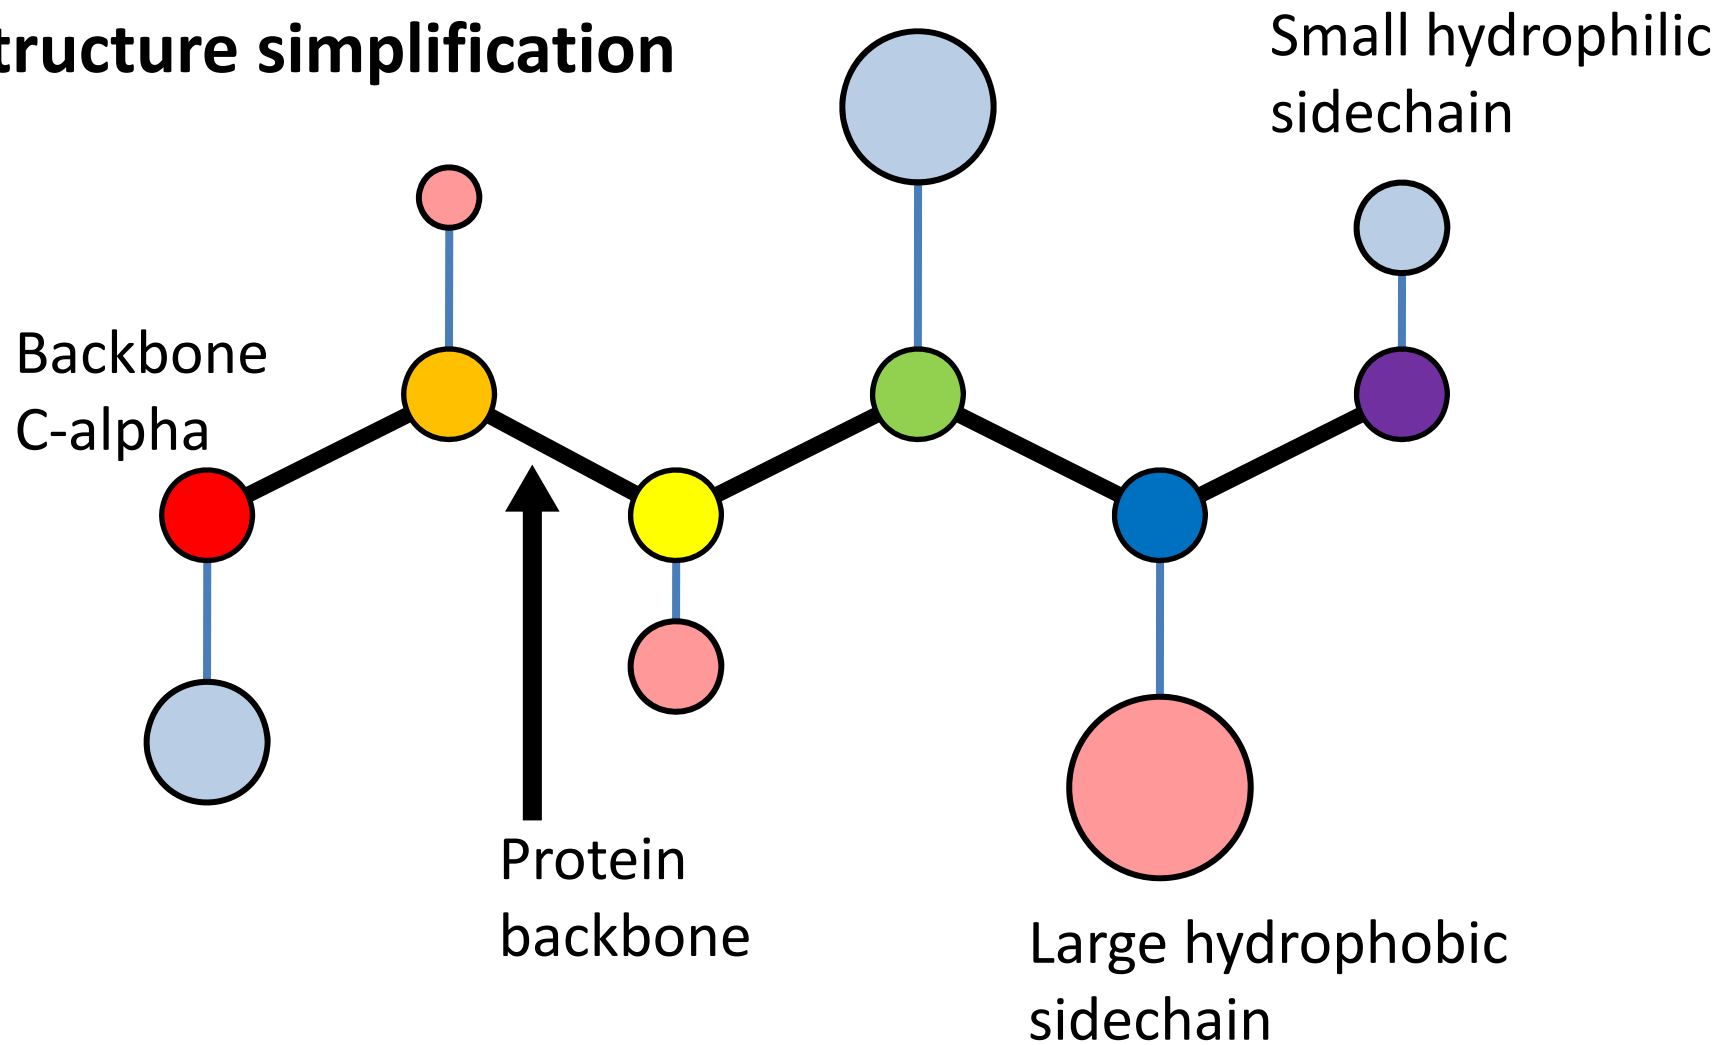 tructure simplification
Small hydrophilic
sidechain
Backbone
C-alpha
Protein
backbone
Large hydrophobic
sidechain